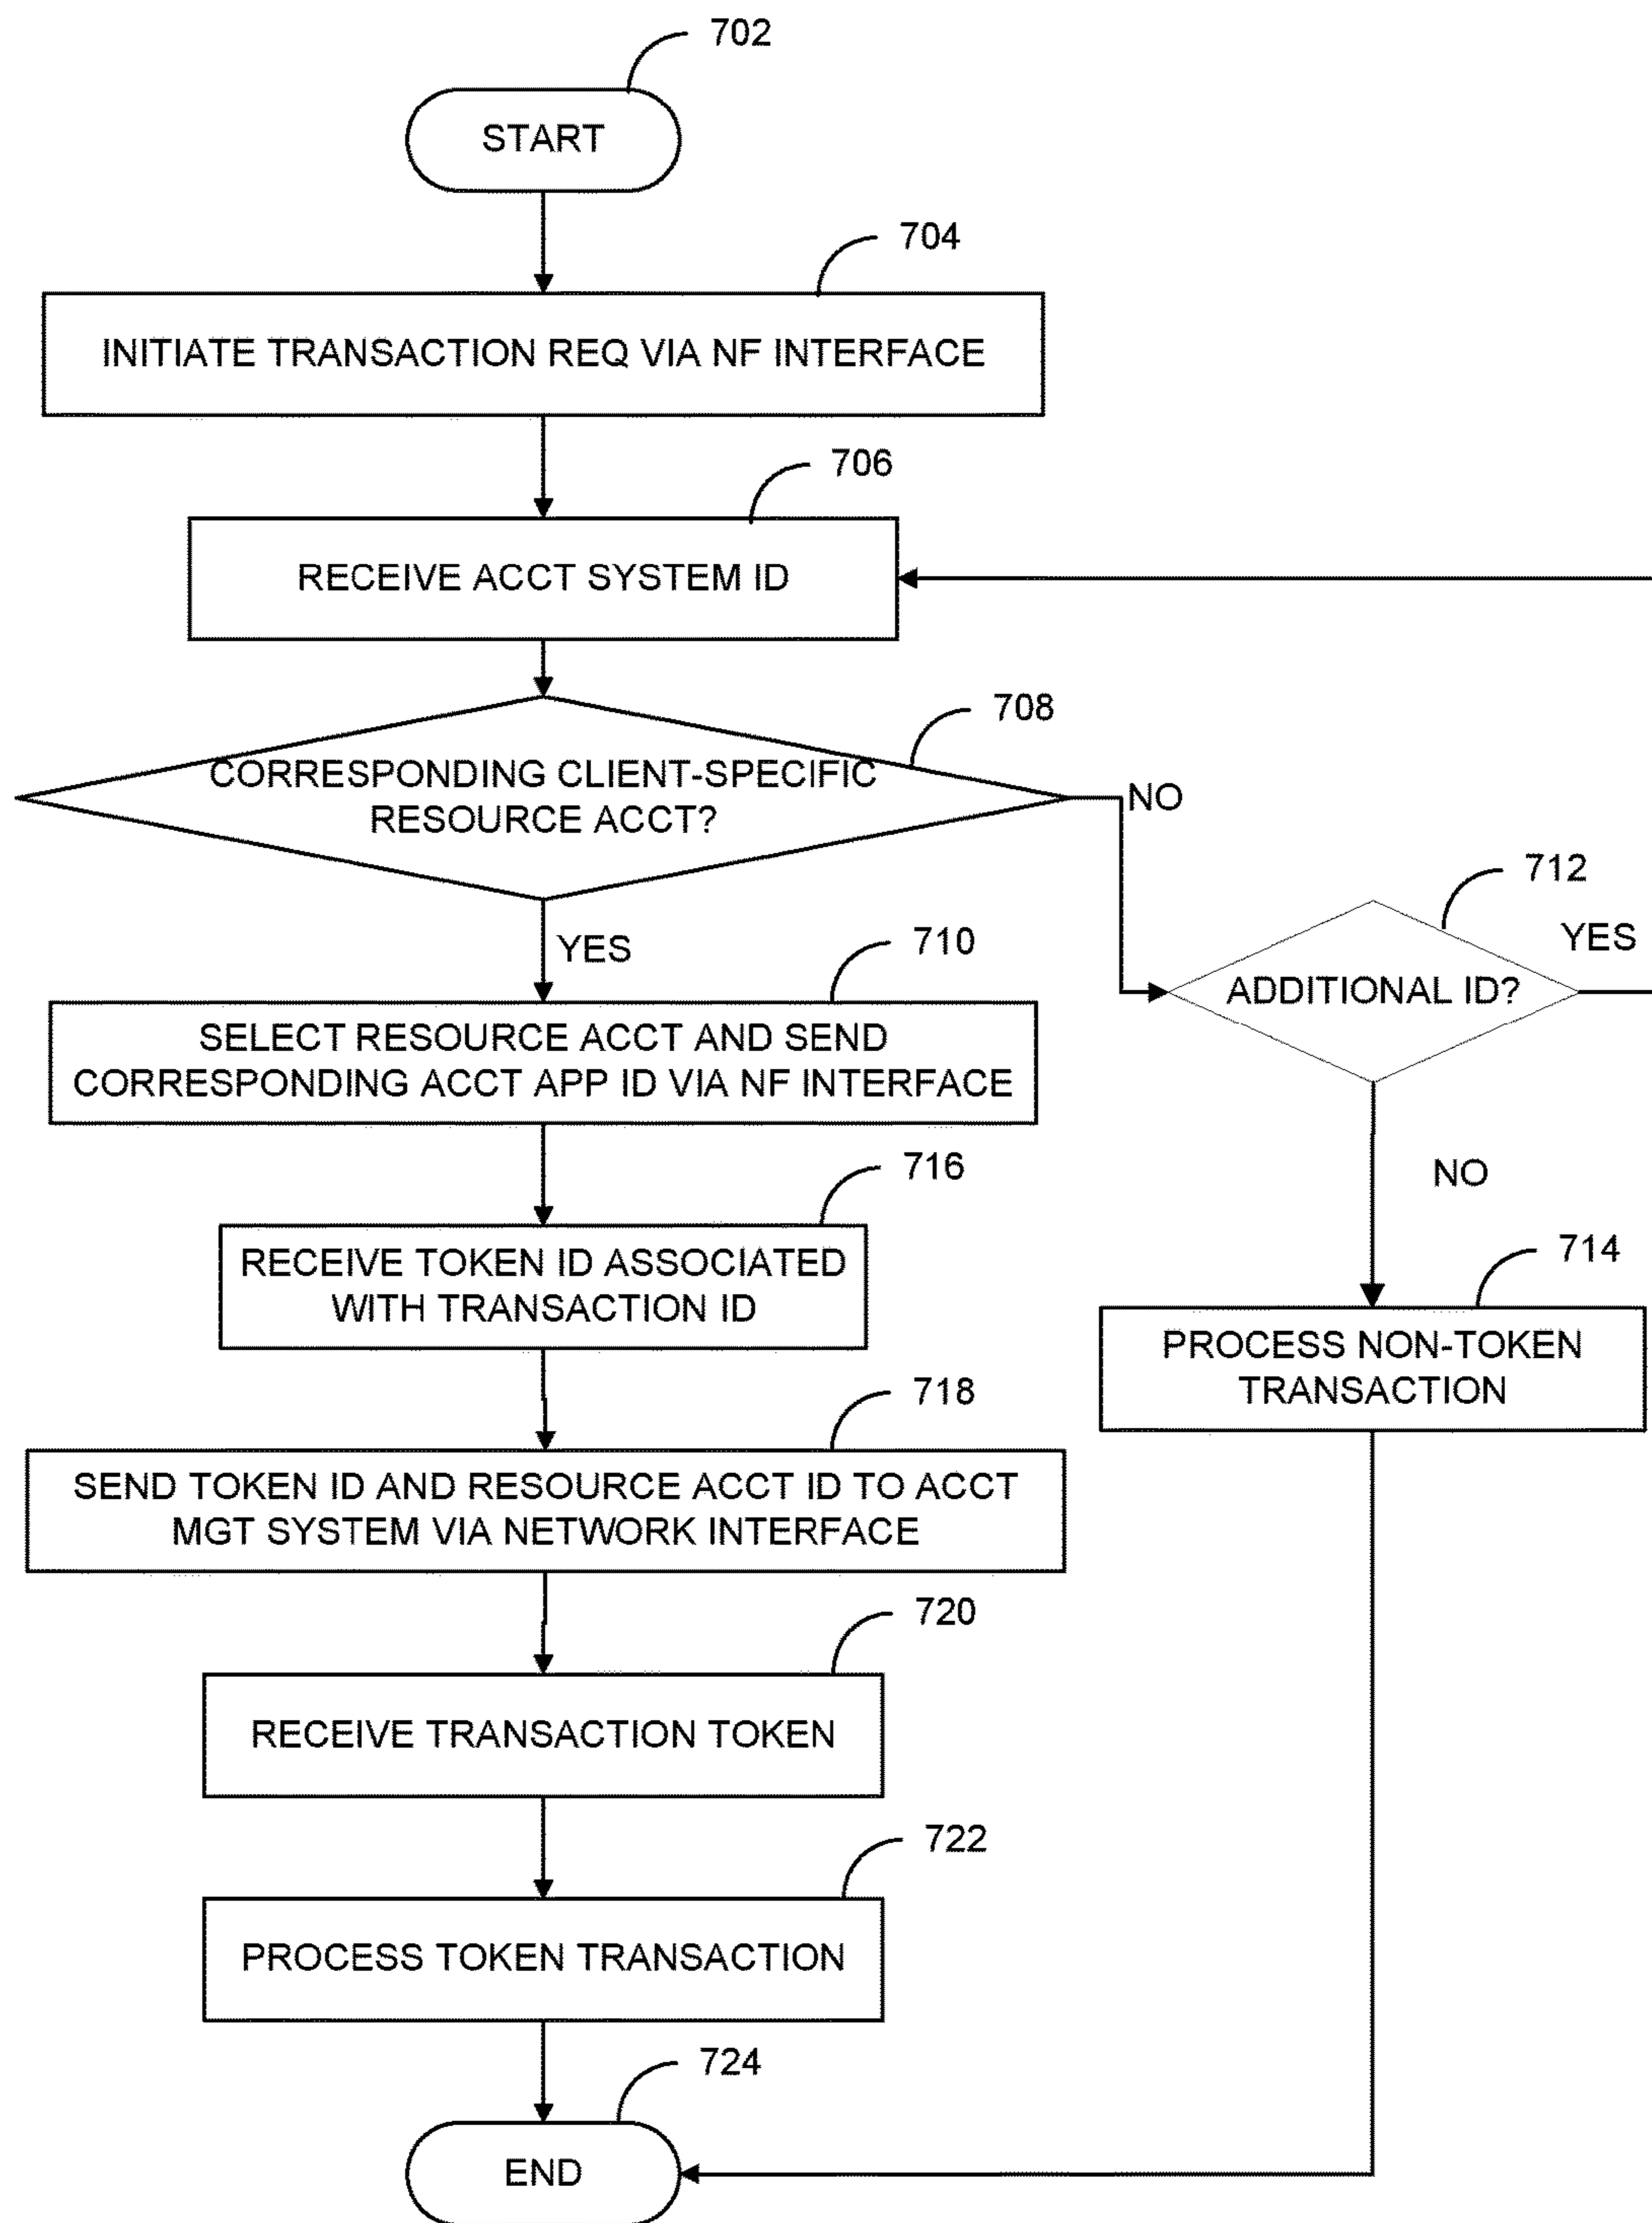 702
START
704
INITIATE TRANSACTION REQ VIA NF INTERFACE
706
RECEIVE ACCT SYSTEM ID
708
CORRESPONDING CLIENT-SPECIFIC
RESOURCE ACCT?
NO
YES
712
ADDITIONAL ID?
YES
NO
710
SELECT RESOURCE ACCT AND SEND
CORRESPONDING ACCT APP ID VIA NF INTERFACE
716
RECEIVE TOKEN ID ASSOCIATED
WITH TRANSACTION ID
714
PROCESS NON-TOKEN
TRANSACTION
718
SEND TOKEN ID AND RESOURCE ACCT ID TO ACCT
MGT SYSTEM VIA NETWORK INTERFACE
720
RECEIVE TRANSACTION TOKEN
722
PROCESS TOKEN TRANSACTION
724
END